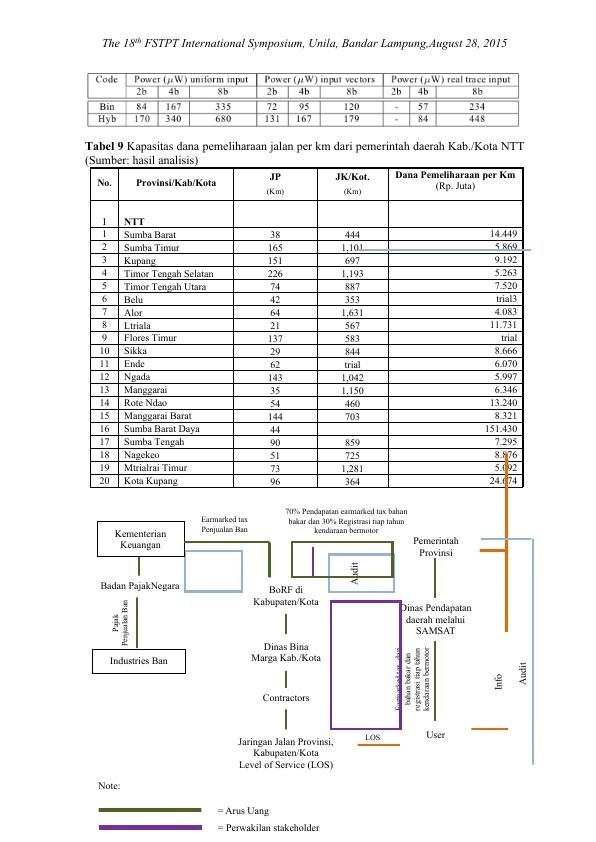 The 18th FSTPT International Symposium, Unila, Bandar Lampung,August 28, 2015
Code Power (μW) uniform input Power (μW) input vectors Power (μW) real trace input
2b 4b 8b 2b 4b 8b 2b 4b 8b
Bin 84 167 335 72 95 120 - 57 234
Hyb 170 340 680 131 167 179 - 84 448
Tabel 9 Kapasitas dana pemeliharaan jalan per km dari pemerintah daerah Kab./Kota NTT
(Sumber: hasil analisis)
No. Provinsi/Kab/Kota JP (Km) JK/Kot. (Km) Dana Pemeliharaan per Km (Rp. Juta)
I NTT
1 Sumba Barat 38 444 14.449
2 Sumba Timur 165 1,101 5.869
3 Kupang 151 697 9.192
4 Timor Tengah Selatan 226 1,193 5.263
5 Timor Tengah Utara 74 887 7.520
6 Belu 42 353 trial3
7 Alor 64 1,631 4.083
8 Ltriala 21 567 11.731
9 Flores Timur 137 583 trial
10 Sikka 29 844 8.666
11 Ende 62 trial 6.070
12 Ngada 143 1,042 5.997
13 Manggarai 35 1,150 6.346
14 Rote Ndao 54 460 13.240
15 Manggarai Barat 144 703 8.321
16 Sumba Barat Daya 44 151.430
17 Sumba Tengah 90 859 7.295
18 Nagekeo 51 725 8.876
19 Mtrialrai Timur 73 1,281 5.092
20 Kota Kupang 96 364 24.674
70% Pendapatan earmarked tax bahan
bakar dan 30% Registrasi tiap tahun
kendaraan bermotor
Earmarked tax
Penjualan Ban
Kementerian
Keuangan
Pemerintah
Provinsi
Audit
Badan PajakNegara
BoRF di
Kabupaten/Kota
Dinas Pendapatan
daerah melalui
SAMSAT
Pajak
Penjualan Ban
Dinas Bina
Marga Kab./Kota
Industries Ban
bahan bakar dan
registrasi tiap tahun
kendaraan bermotor
Info
Audit
Contractors
LOS
User
Jaringan Jalan Provinsi,
Kabupaten/Kota
Level of Service (LOS)
Note:
= Arus Uang
= Perwakilan stakeholder